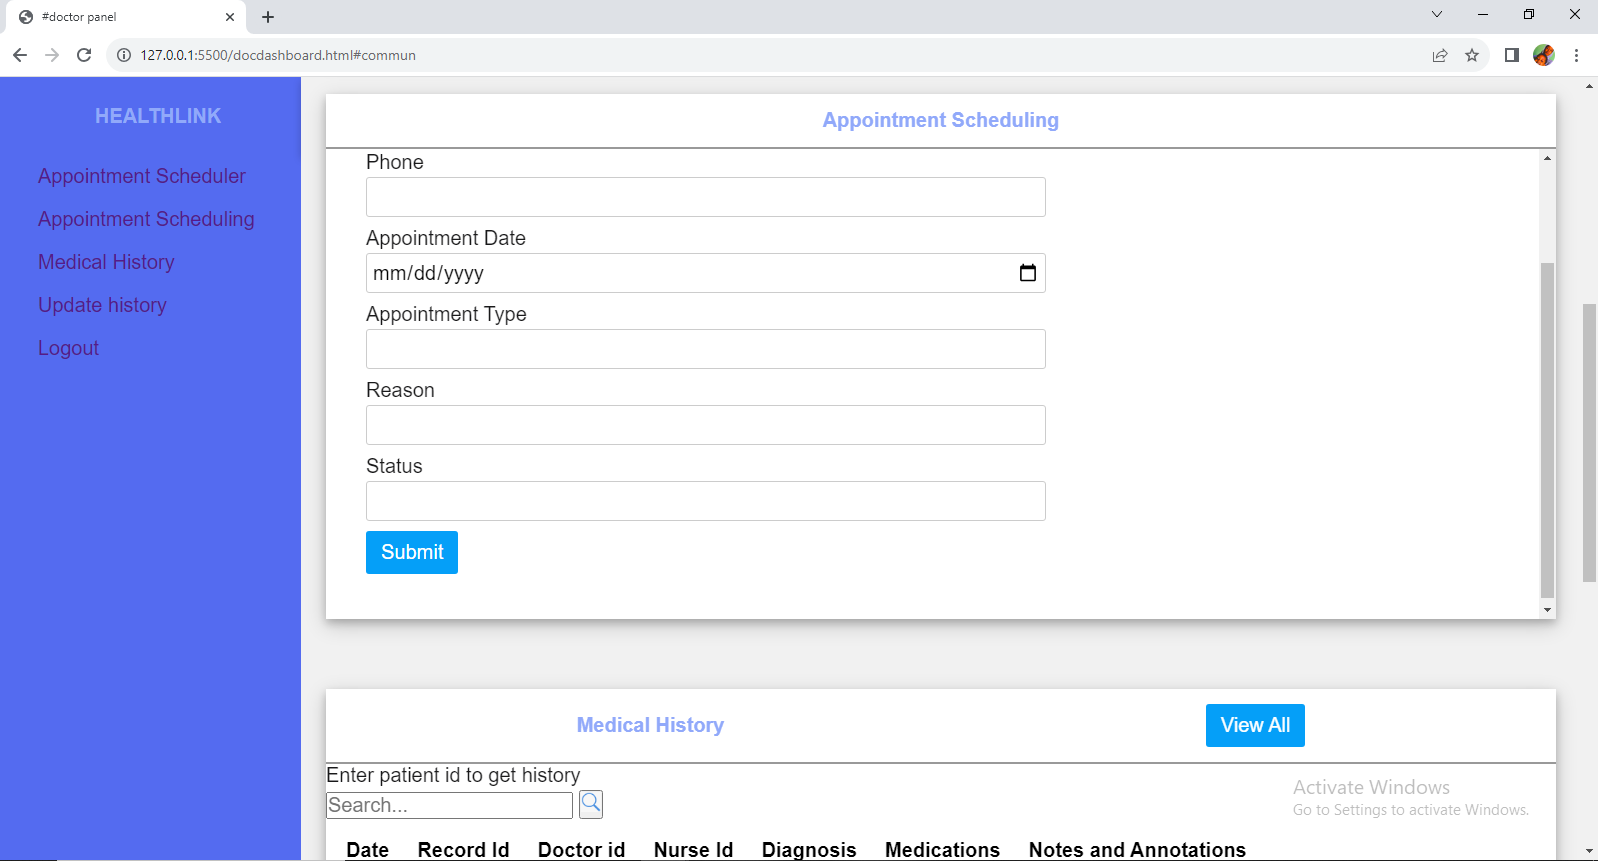 #doctor panel
127.0.0.1:5500/docdashboard.html#commun
HEALTHLINK
Appointment Scheduler
Appointment Scheduling
Medical History
Update history
Logout
Appointment Scheduling
Phone
Appointment Date
mm/dd/yyyy
Appointment Type
Reason
Status
Submit
Medical History
View All
Enter patient id to get history
Search...
Activate Windows
Go to Settings to activate Windows.
Date Record Id Doctor id Nurse Id Diagnosis Medications Notes and Annotations